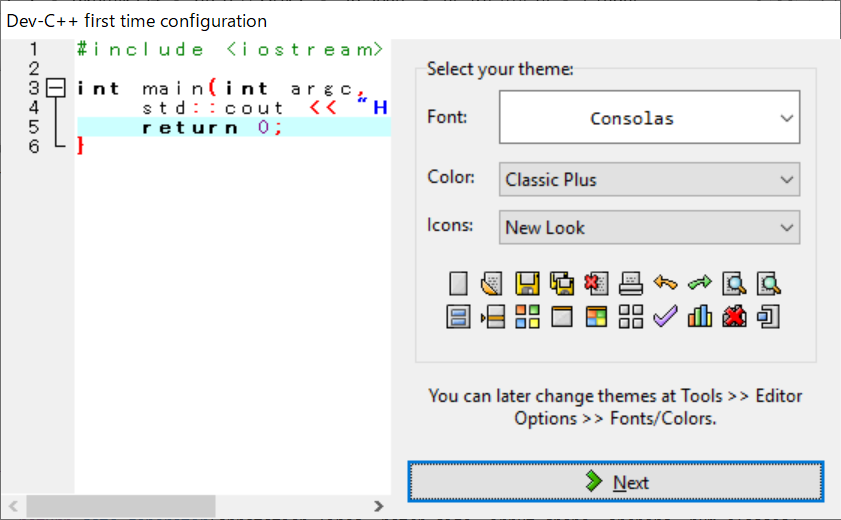 Dev-C++ first time configuration
1 #include <iostream>
2
3 int main(int argc,
4 std::cout << “H
5 return 0;
6 }
Select your theme:
Font: Consolas
Color: Classic Plus
Icons: New Look
You can later change themes at Tools >> Editor
Options >> Fonts/Colors.
Next